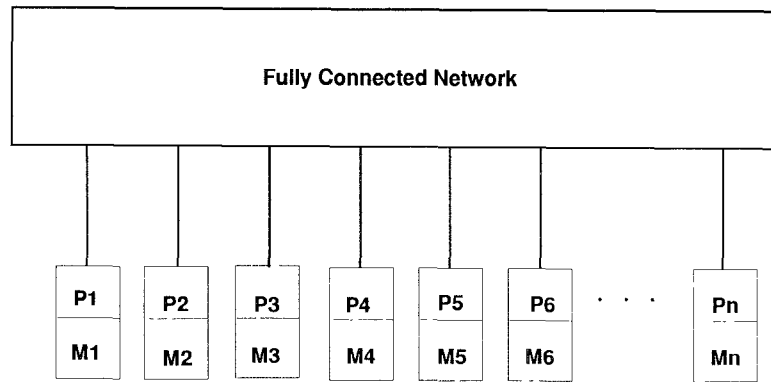 Fully Connected Network
P1 P2 P3 P4 P5 P6 . . . Pn
M1 M2 M3 M4 M5 M6 Mn